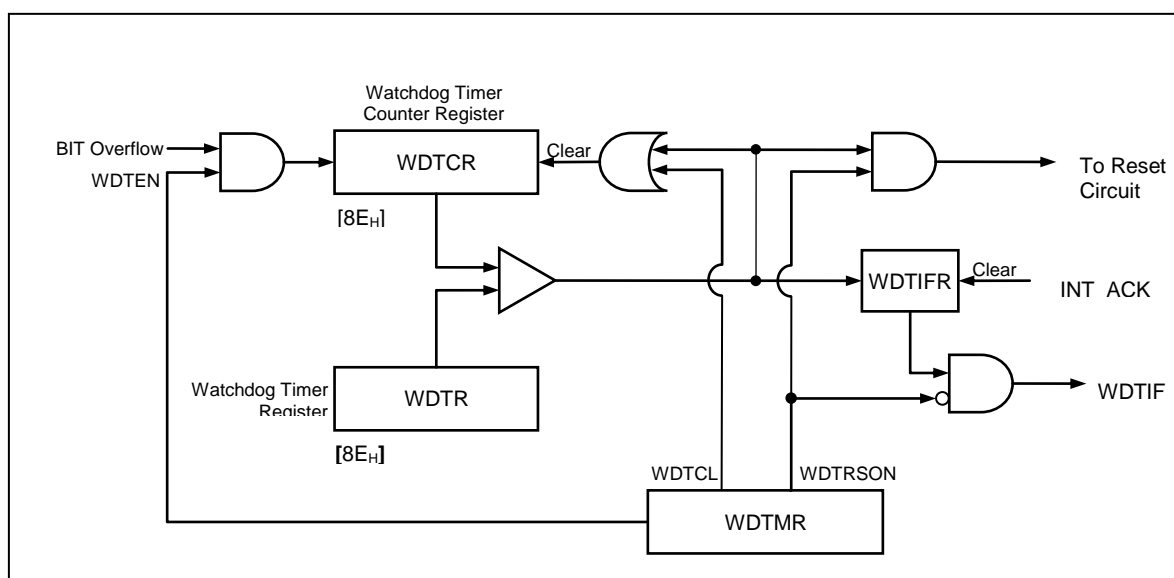 Watchdog Timer
Counter Register
BIT Overflow
WDTEN
WDTCR
Clear
To Reset
Circuit
[8EH]
WDTIFR
Clear
INT ACK
Watchdog Timer
Register
WDTR
WDTIF
[8EH]
WDTCL
WDTRSON
WDTMR